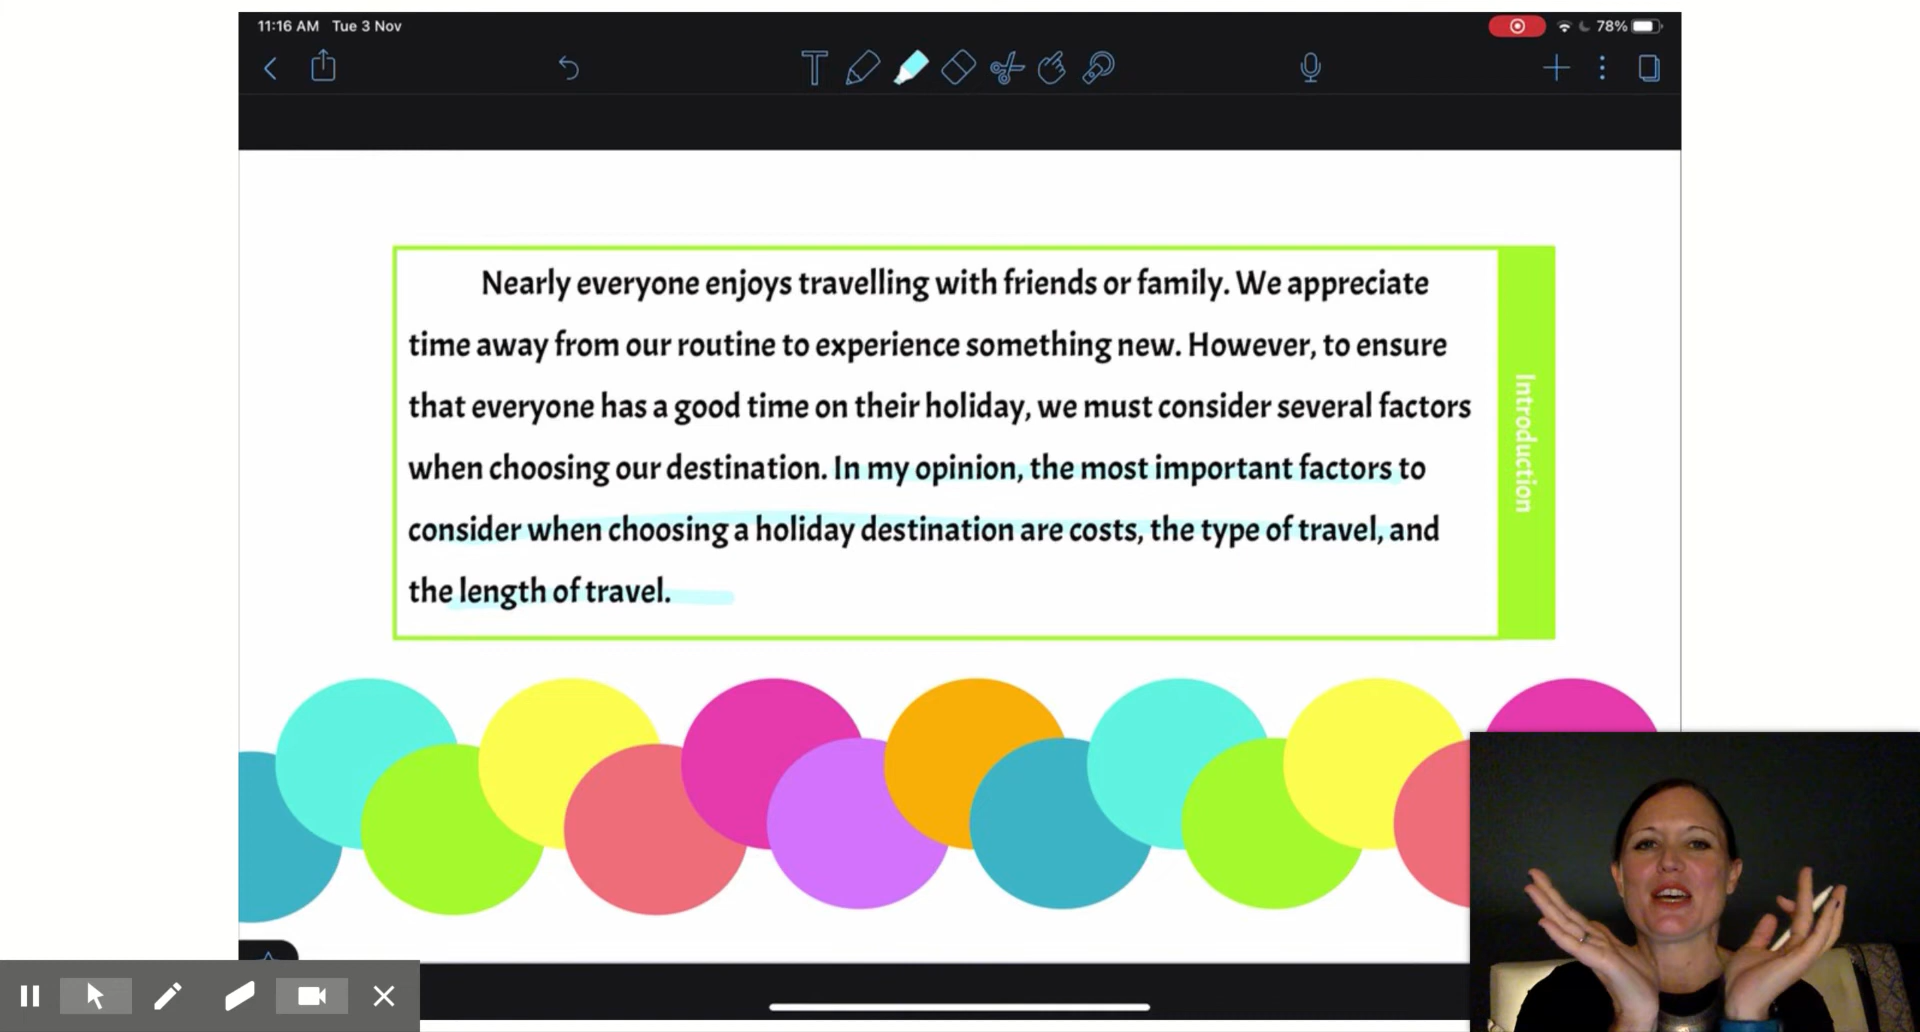 11:16 AM Tue 3 Nov
78%
Nearly everyone enjoys travelling with friends or family. We appreciate
time away from our routine to experience something new. However, to ensure
that everyone has a good time on their holiday, we must consider several factors
when choosing our destination. In my opinion, the most important factors to
consider when choosing a holiday destination are costs, the type of travel, and
the length of travel.
Introduction